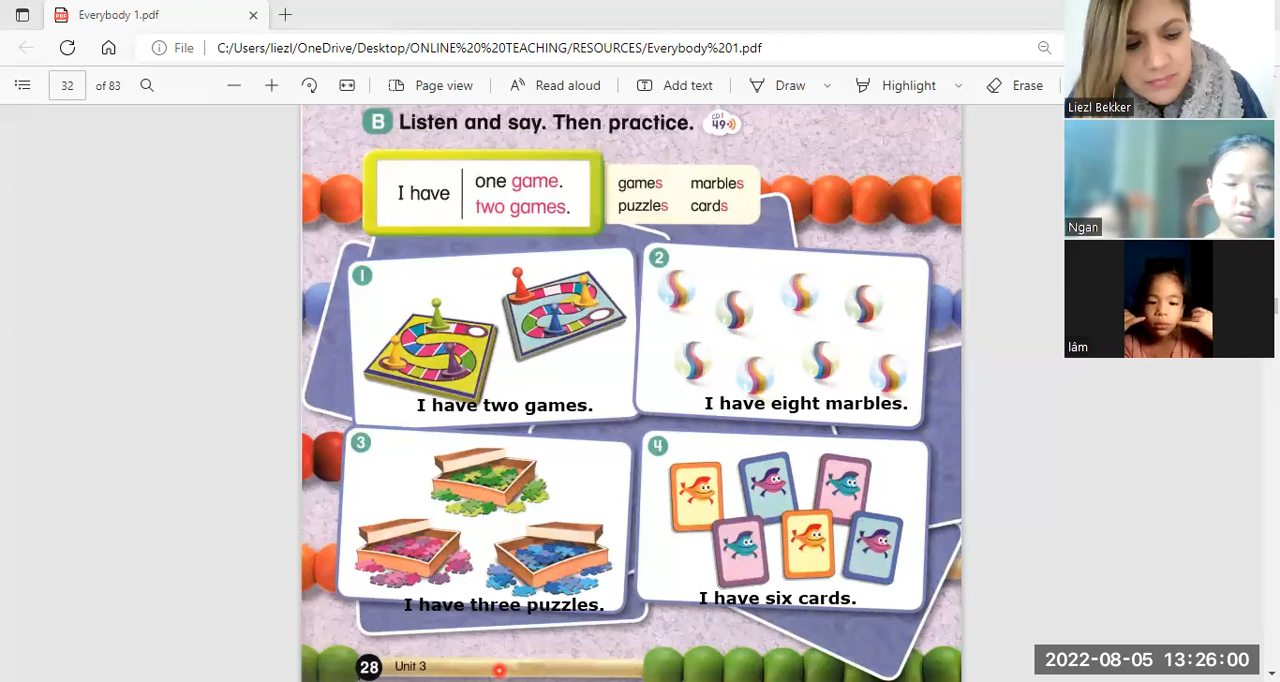 Everybody 1.pdf
File
C:/Users/liezl/OneDrive/Desktop/ONLINE%20%20TEACHING/RESOURCES/Everybody%201.pdf
32 of 83
Page view
Read aloud
Add text
Draw
Highlight
Erase
B Listen and say. Then practice. CD1 49
I have
one game.
two games.
games marbles
puzzles cards
1
2
I have two games.
I have eight marbles.
3
4
I have three puzzles.
I have six cards.
28 Unit 3
Liezl Bekker
Ngan
lâm
2022-08-05 13:26:00